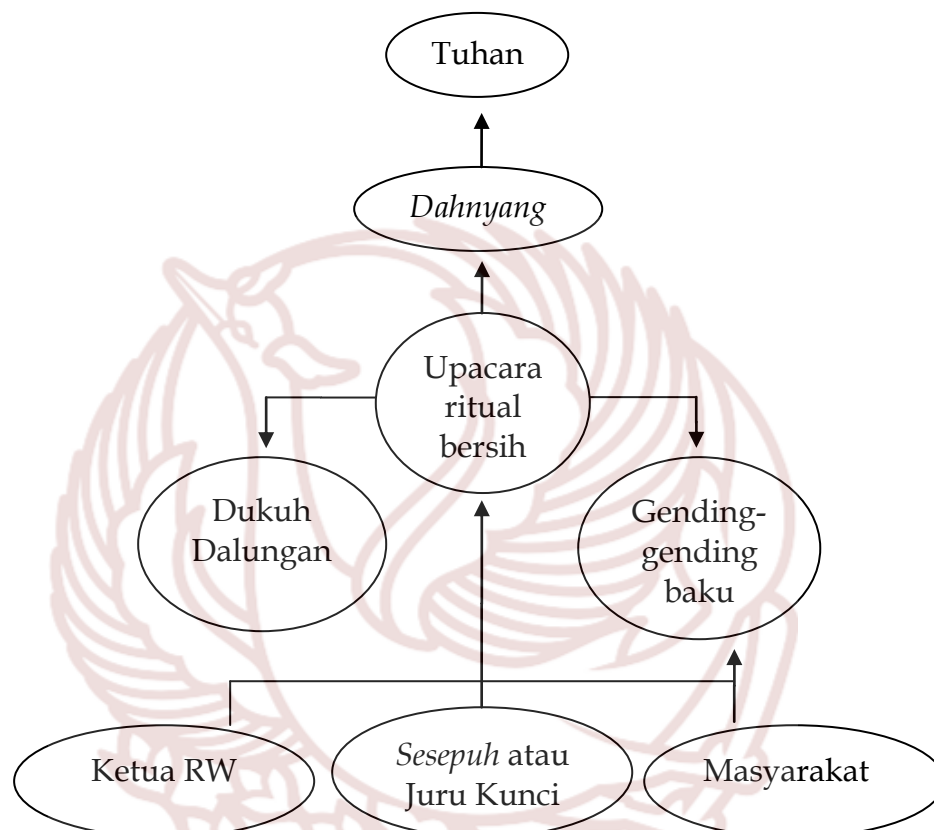 Tuhan
Dahnyang
Upacara
ritual
bersih
Dukuh
Dalungan
Gending-
gending
baku
Ketua RW
Sesepuh atau
Juru Kunci
Masyarakat